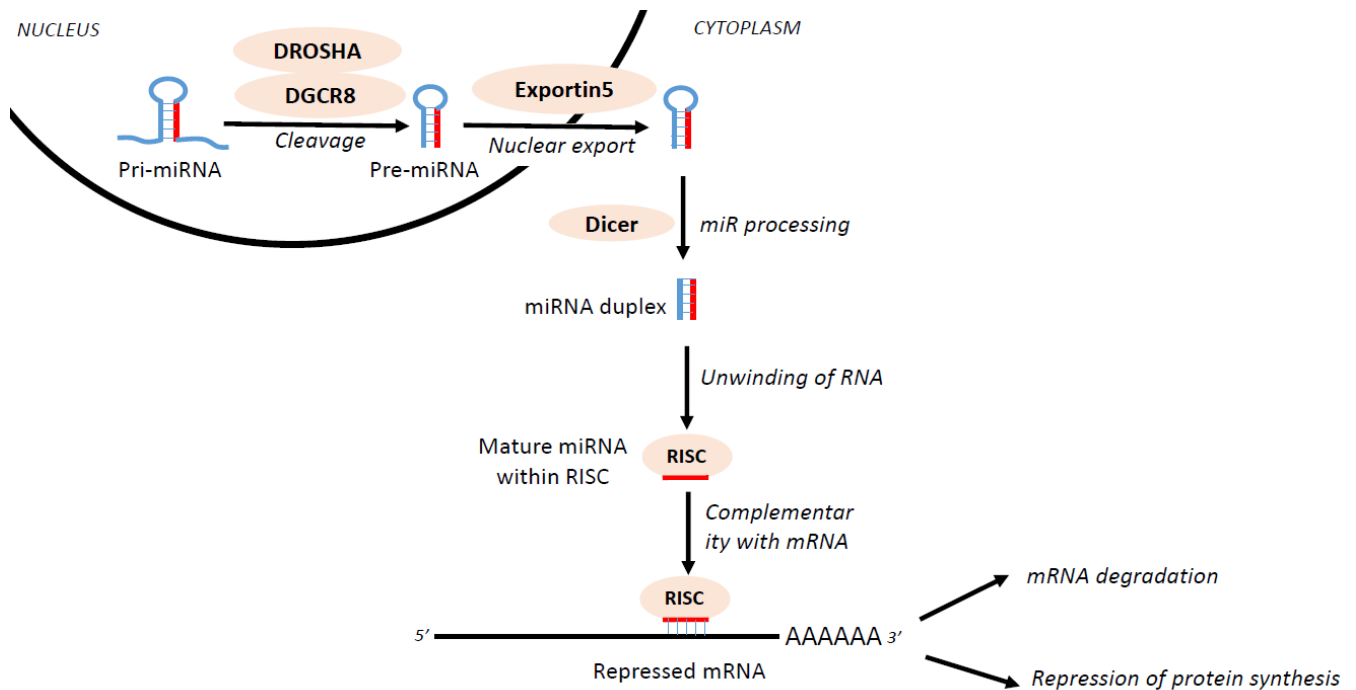 NUCLEUS
CYTOPLASM
DROSHA
DGCR8
Exportin5
Cleavage
Nuclear export
Pri-miRNA
Pre-miRNA
Dicer
miR processing
miRNA duplex
Unwinding of RNA
Mature miRNA
within RISC
RISC
Complementar
ity with mRNA
RISC
5’
AAAAAA 3’
Repressed mRNA
mRNA degradation
Repression of protein synthesis